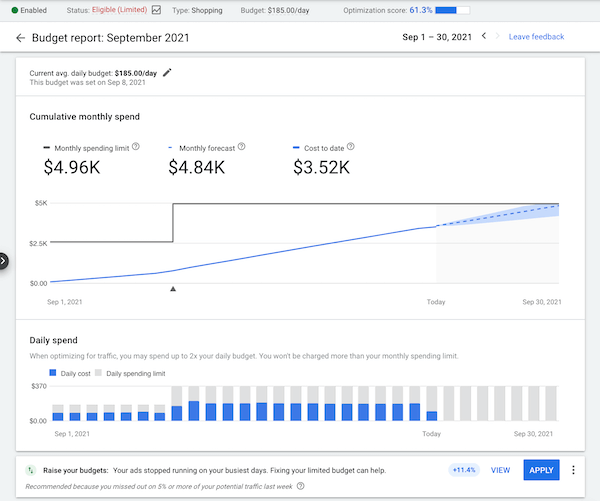 Enabled Status: Eligible (Limited) Type: Shopping Budget: $185.00/day Optimization score: 61.3%
Budget report: September 2021 Sep 1 – 30, 2021 Leave feedback
Current avg. daily budget: $185.00/day
This budget was set on Sep 8, 2021
Cumulative monthly spend
Monthly spending limit Monthly forecast Cost to date
$4.96K $4.84K $3.52K
$5K
$2.5K
$0.00
Sep 1, 2021 Today Sep 30, 2021
Daily spend
When optimizing for traffic, you may spend up to 2x your daily budget. You won't be charged more than your monthly spending limit.
Daily cost Daily spending limit
$370
$0.00
Sep 1, 2021 Today Sep 30, 2021
Raise your budgets: Your ads stopped running on your busiest days. Fixing your limited budget can help. +11.4% VIEW APPLY
Recommended because you missed out on 5% or more of your potential traffic last week